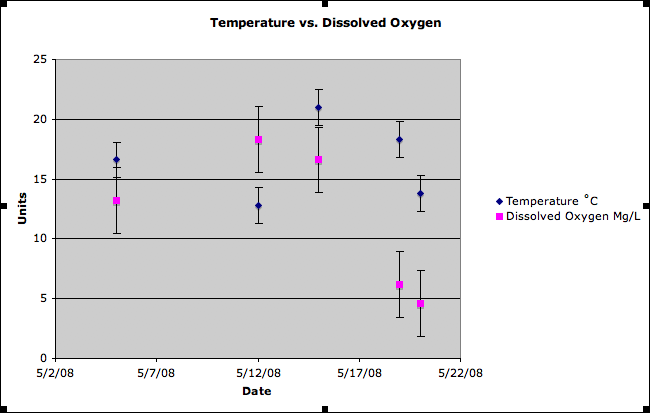 Temperature vs. Dissolved Oxygen
25
20
15
10
5
0
Units
5/2/08 5/7/08 5/12/08 5/17/08 5/22/08
Date
Temperature ˚C
Dissolved Oxygen Mg/L